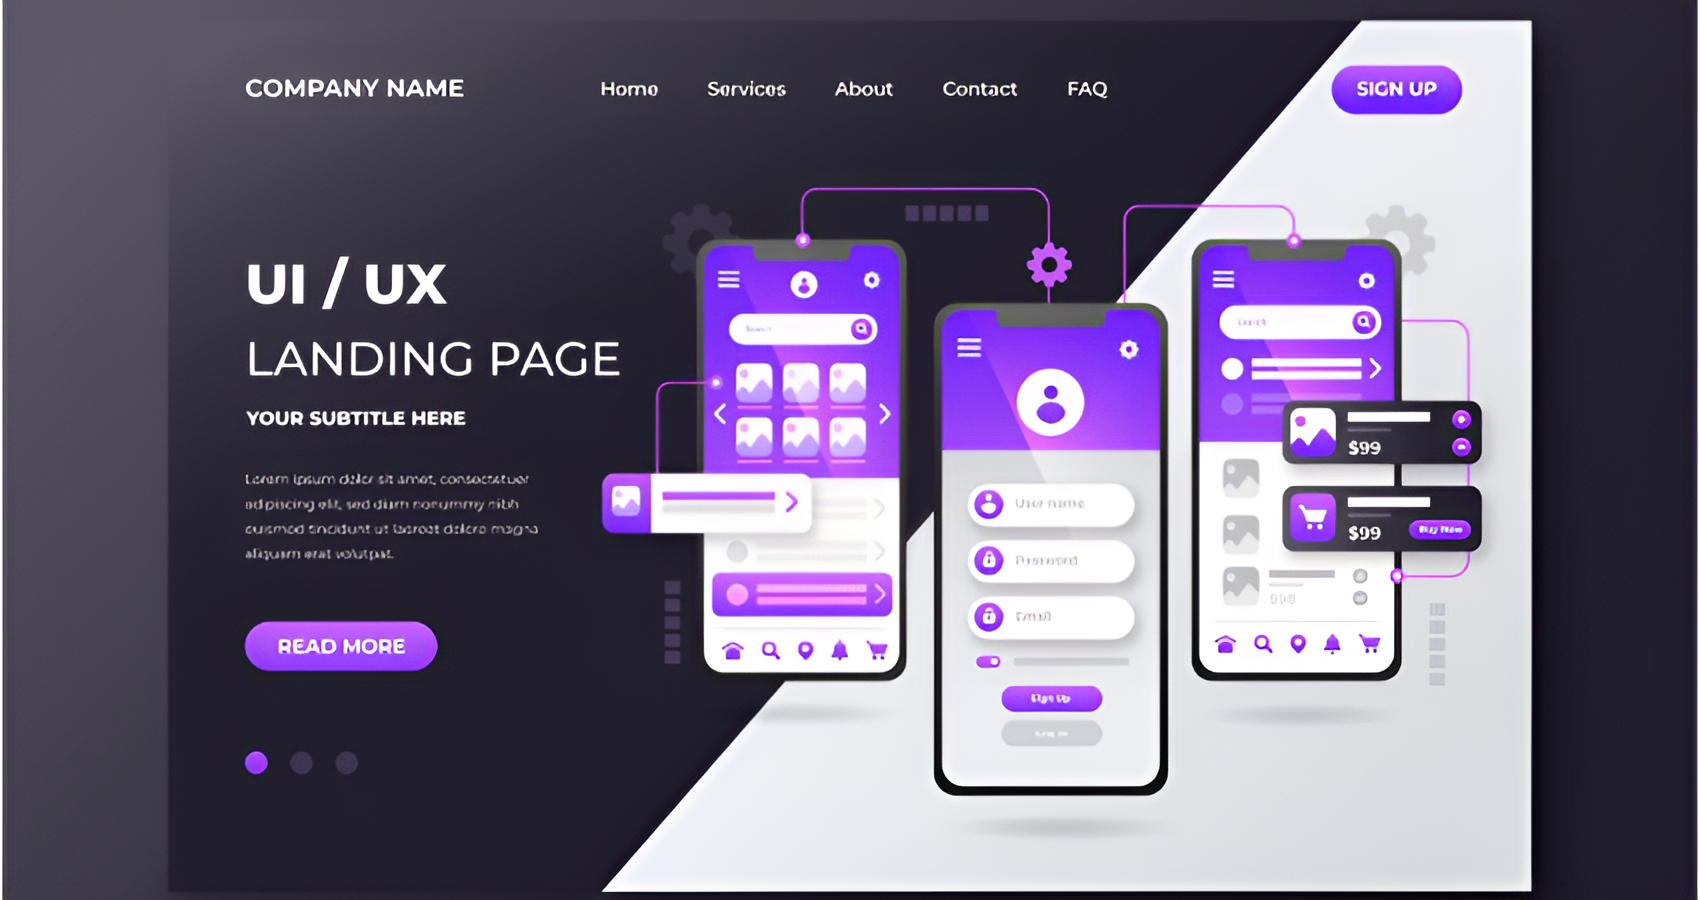 COMPANY NAME
Home Services About Contact FAQ
SIGN UP
UI / UX
LANDING PAGE
YOUR SUBTITLE HERE
Lorem ipsum dolor sit amet, consectetuer
adipiscing elit, sed diam nonummy nibh
euismod tincidunt ut laoreet dolore magna
aliquam erat volutpat.
READ MORE
Search
User name
Password
Email
Sign Up
Log in
Search
$99
$99
Buy Now